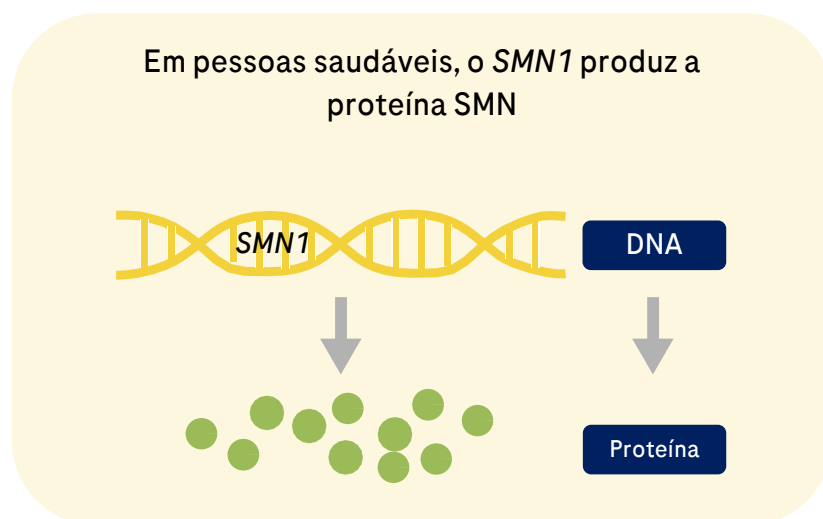 Em pessoas saudáveis, o SMN1 produz a
proteína SMN
SMN1
DNA
Proteína